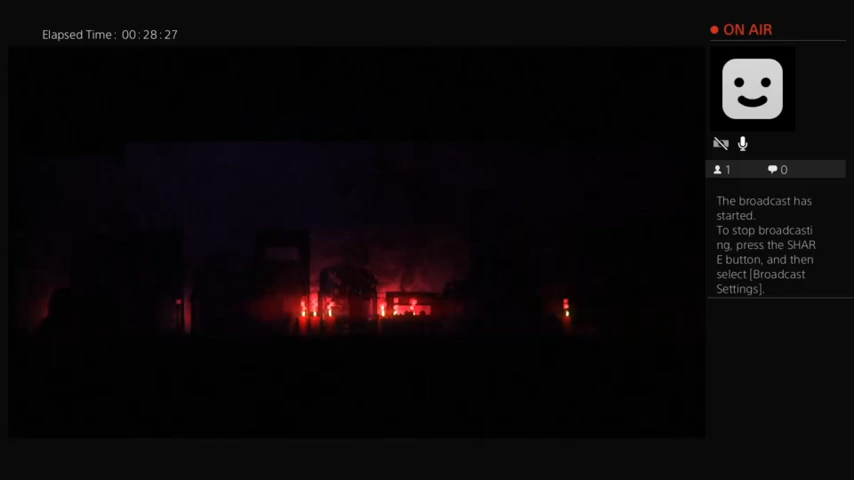 Elapsed Time: 00:28:27
ON AIR
1 0
The broadcast has
started.
To stop broadcasti
ng, press the SHAR
E button, and then
select [Broadcast
Settings].